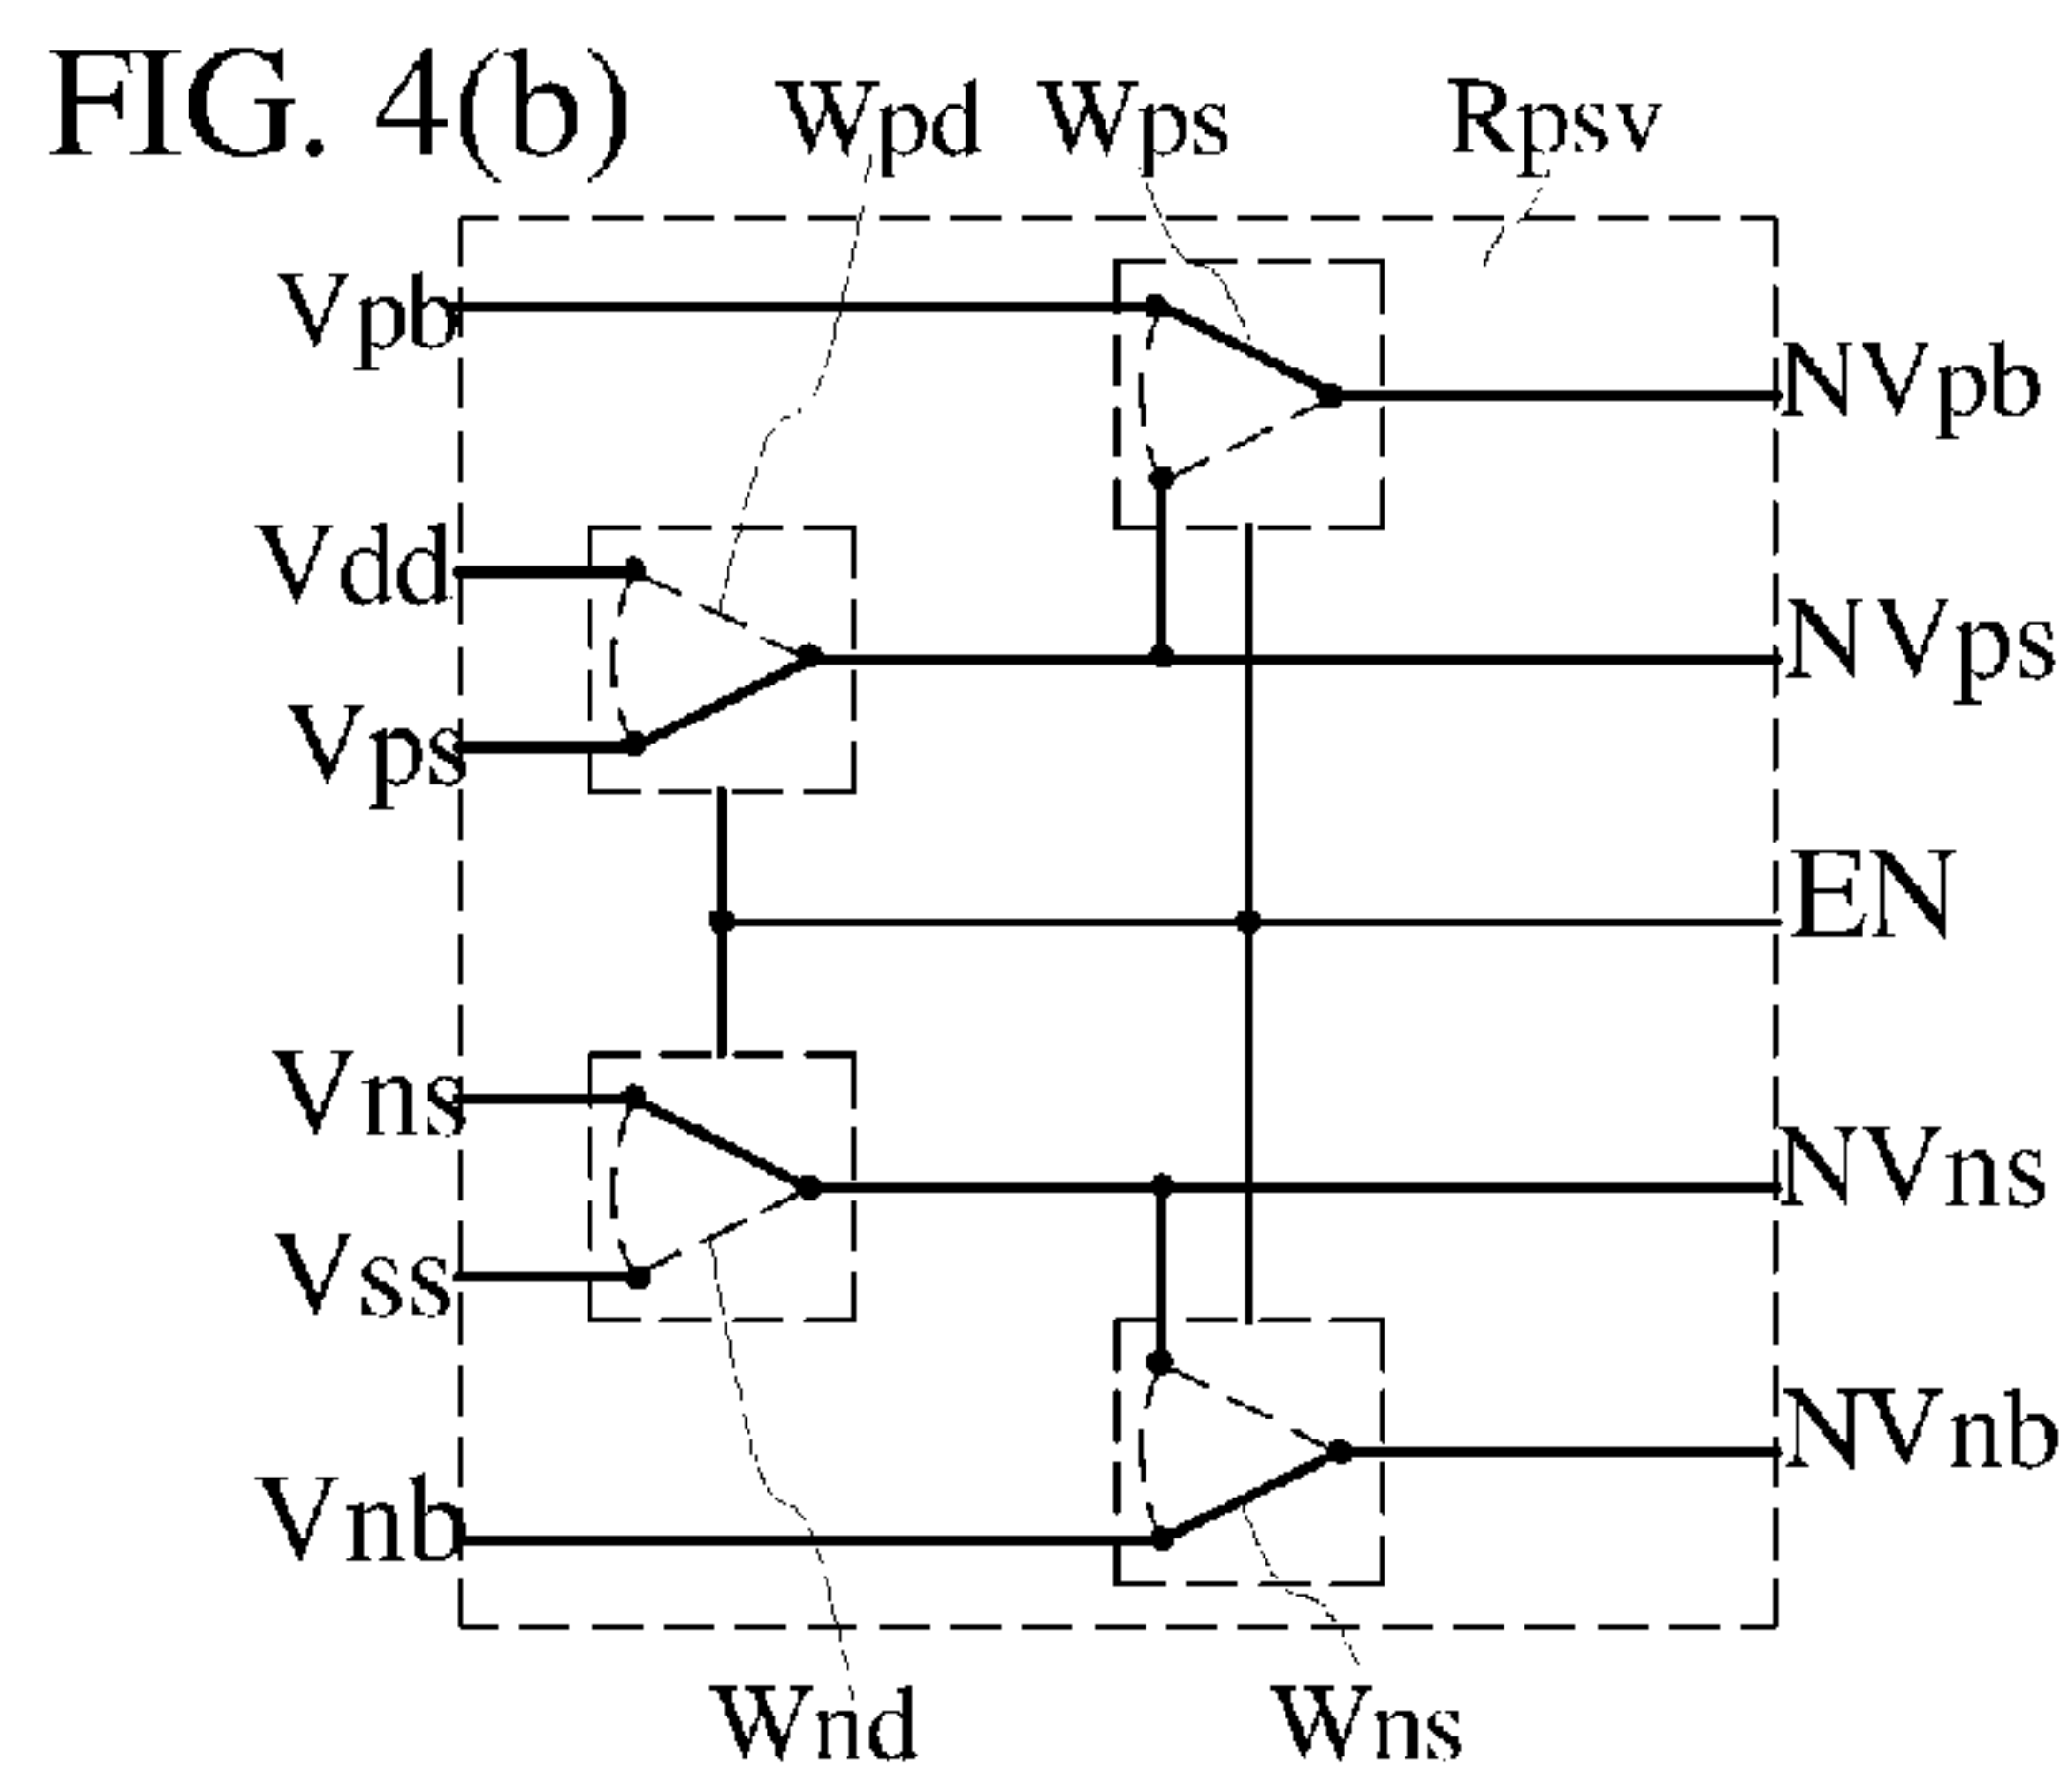 FIG. 4(b)
Wpd Wps Rpsv
Vpb
NVpb
Vdd
NVps
Vps
EN
Vns
NVns
Vss
NVnb
Vnb
Wnd Wns